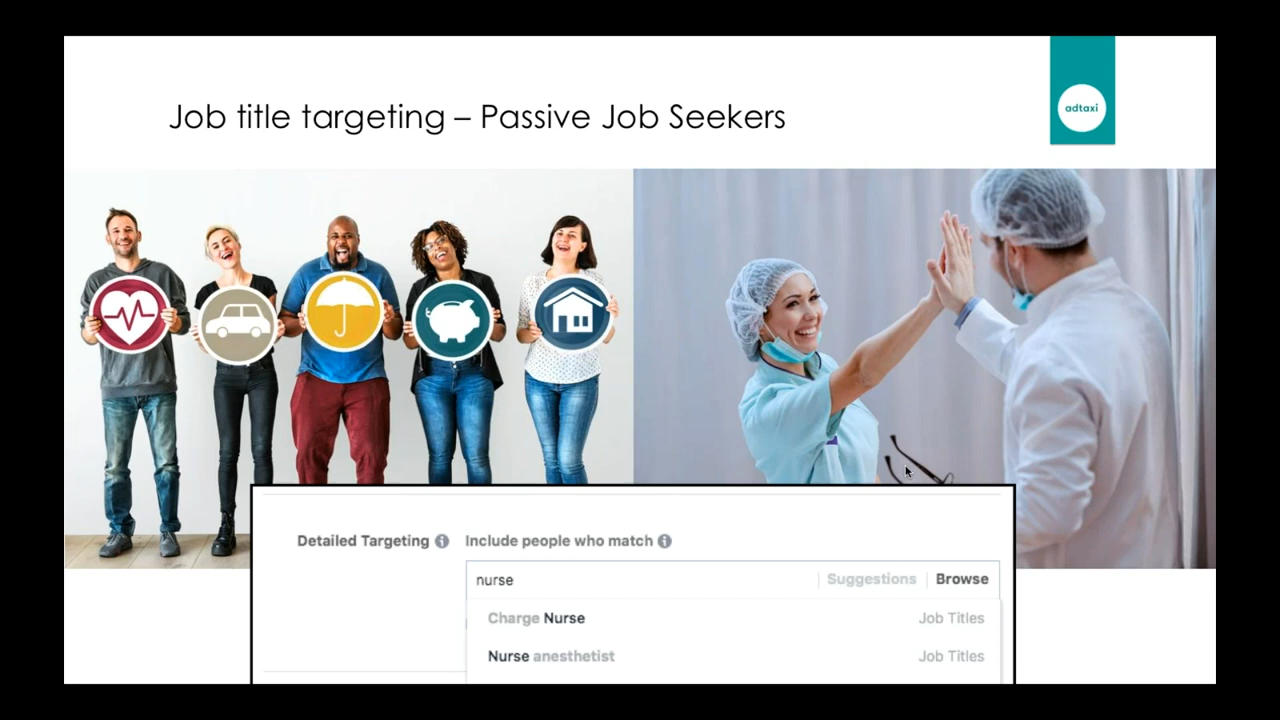 Job title targeting – Passive Job Seekers
adtaxi
Detailed Targeting Include people who match
nurse Suggestions Browse
Charge Nurse Job Titles
Nurse anesthetist Job Titles